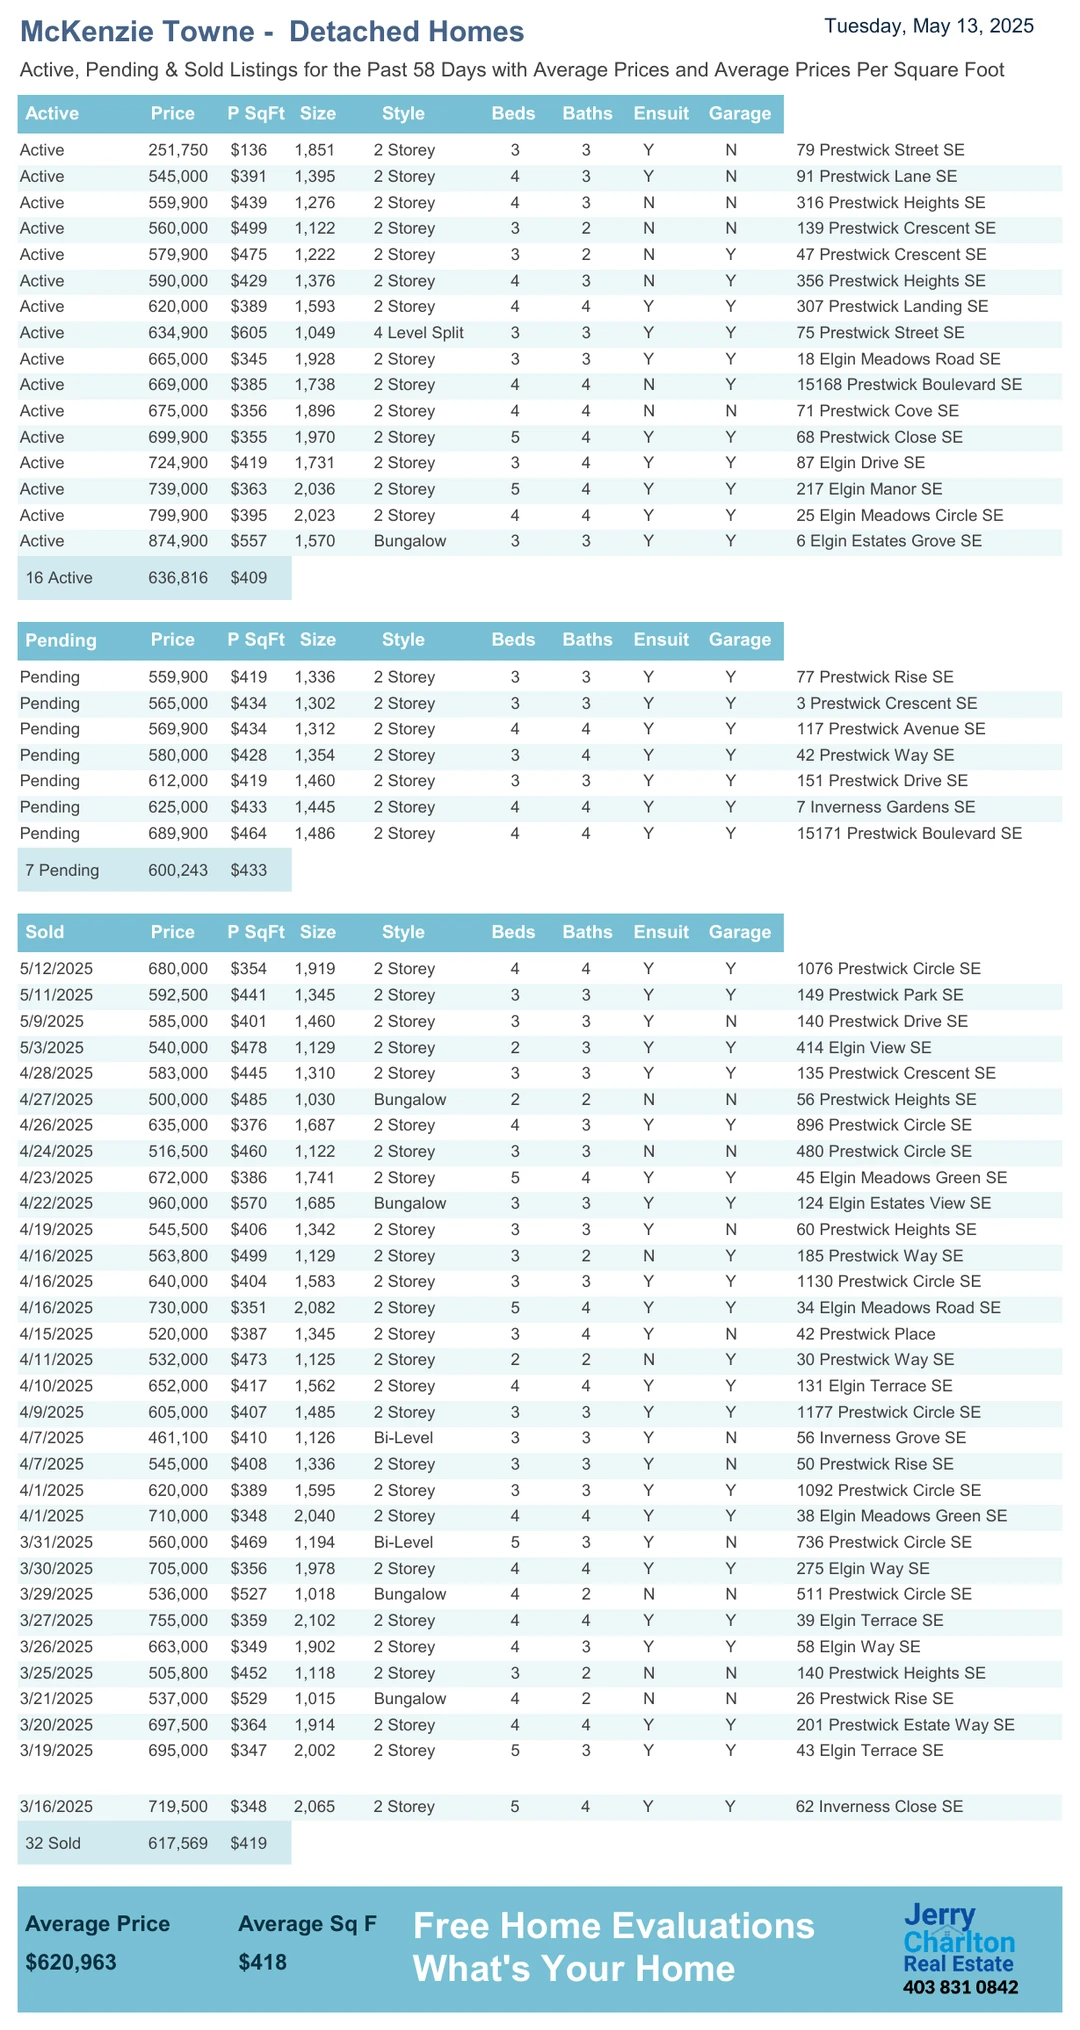 McKenzie Towne - Detached Homes
Tuesday, May 13, 2025
Active, Pending & Sold Listings for the Past 58 Days with Average Prices and Average Prices Per Square Foot
Active Price P SqFt Size Style Beds Baths Ensuit Garage
Active 251,750 $136 1,851 2 Storey 3 3 Y N 79 Prestwick Street SE
Active 545,000 $391 1,395 2 Storey 4 3 Y N 91 Prestwick Lane SE
Active 559,900 $439 1,276 2 Storey 4 3 N N 316 Prestwick Heights SE
Active 560,000 $499 1,122 2 Storey 3 2 N N 139 Prestwick Crescent SE
Active 579,900 $475 1,222 2 Storey 3 2 N Y 47 Prestwick Crescent SE
Active 590,000 $429 1,376 2 Storey 4 3 N Y 356 Prestwick Heights SE
Active 620,000 $389 1,593 2 Storey 4 4 Y Y 307 Prestwick Landing SE
Active 634,900 $605 1,049 4 Level Split 3 3 Y Y 75 Prestwick Street SE
Active 665,000 $345 1,928 2 Storey 3 3 Y Y 18 Elgin Meadows Road SE
Active 669,000 $385 1,738 2 Storey 4 4 N Y 15168 Prestwick Boulevard SE
Active 675,000 $356 1,896 2 Storey 4 4 N N 71 Prestwick Cove SE
Active 699,900 $355 1,970 2 Storey 5 4 Y Y 68 Prestwick Close SE
Active 724,900 $419 1,731 2 Storey 3 4 Y Y 87 Elgin Drive SE
Active 739,000 $363 2,036 2 Storey 5 4 Y Y 217 Elgin Manor SE
Active 799,900 $395 2,023 2 Storey 4 4 Y Y 25 Elgin Meadows Circle SE
Active 874,900 $557 1,570 Bungalow 3 3 Y Y 6 Elgin Estates Grove SE
16 Active 636,816 $409
Pending Price P SqFt Size Style Beds Baths Ensuit Garage
Pending 559,900 $419 1,336 2 Storey 3 3 Y Y 77 Prestwick Rise SE
Pending 565,000 $434 1,302 2 Storey 3 3 Y Y 3 Prestwick Crescent SE
Pending 569,900 $434 1,312 2 Storey 4 4 Y Y 117 Prestwick Avenue SE
Pending 580,000 $428 1,354 2 Storey 3 4 Y Y 42 Prestwick Way SE
Pending 612,000 $419 1,460 2 Storey 3 3 Y Y 151 Prestwick Drive SE
Pending 625,000 $433 1,445 2 Storey 4 4 Y Y 7 Inverness Gardens SE
Pending 689,900 $464 1,486 2 Storey 4 4 Y Y 15171 Prestwick Boulevard SE
7 Pending 600,243 $433
Sold Price P SqFt Size Style Beds Baths Ensuit Garage
5/12/2025 680,000 $354 1,919 2 Storey 4 4 Y Y 1076 Prestwick Circle SE
5/11/2025 592,500 $441 1,345 2 Storey 3 3 Y Y 149 Prestwick Park SE
5/9/2025 585,000 $401 1,460 2 Storey 3 3 Y N 140 Prestwick Drive SE
5/3/2025 540,000 $478 1,129 2 Storey 2 3 Y Y 414 Elgin View SE
4/28/2025 583,000 $445 1,310 2 Storey 3 3 Y Y 135 Prestwick Crescent SE
4/27/2025 500,000 $485 1,030 Bungalow 2 2 N N 56 Prestwick Heights SE
4/26/2025 635,000 $376 1,687 2 Storey 4 3 Y Y 896 Prestwick Circle SE
4/24/2025 516,500 $460 1,122 2 Storey 3 3 N N 480 Prestwick Circle SE
4/23/2025 672,000 $386 1,741 2 Storey 5 4 Y Y 45 Elgin Meadows Green SE
4/22/2025 960,000 $570 1,685 Bungalow 3 3 Y Y 124 Elgin Estates View SE
4/19/2025 545,500 $406 1,342 2 Storey 3 3 Y N 60 Prestwick Heights SE
4/16/2025 563,800 $499 1,129 2 Storey 3 2 N Y 185 Prestwick Way SE
4/16/2025 640,000 $404 1,583 2 Storey 3 3 Y Y 1130 Prestwick Circle SE
4/16/2025 730,000 $351 2,082 2 Storey 5 4 Y Y 34 Elgin Meadows Road SE
4/15/2025 520,000 $387 1,345 2 Storey 3 4 Y N 42 Prestwick Place
4/11/2025 532,000 $473 1,125 2 Storey 2 2 N Y 30 Prestwick Way SE
4/10/2025 652,000 $417 1,562 2 Storey 4 4 Y Y 131 Elgin Terrace SE
4/9/2025 605,000 $407 1,485 2 Storey 3 3 Y Y 1177 Prestwick Circle SE
4/7/2025 461,100 $410 1,126 Bi-Level 3 3 Y N 56 Inverness Grove SE
4/7/2025 545,000 $408 1,336 2 Storey 3 3 Y N 50 Prestwick Rise SE
4/1/2025 620,000 $389 1,595 2 Storey 3 3 Y Y 1092 Prestwick Circle SE
4/1/2025 710,000 $348 2,040 2 Storey 4 4 Y Y 38 Elgin Meadows Green SE
3/31/2025 560,000 $469 1,194 Bi-Level 5 3 Y N 736 Prestwick Circle SE
3/30/2025 705,000 $356 1,978 2 Storey 4 4 Y Y 275 Elgin Way SE
3/29/2025 536,000 $527 1,018 Bungalow 4 2 N N 511 Prestwick Circle SE
3/27/2025 755,000 $359 2,102 2 Storey 4 4 Y Y 39 Elgin Terrace SE
3/26/2025 663,000 $349 1,902 2 Storey 4 3 Y Y 58 Elgin Way SE
3/25/2025 505,800 $452 1,118 2 Storey 3 2 N N 140 Prestwick Heights SE
3/21/2025 537,000 $529 1,015 Bungalow 4 2 N N 26 Prestwick Rise SE
3/20/2025 697,500 $364 1,914 2 Storey 4 4 Y Y 201 Prestwick Estate Way SE
3/19/2025 695,000 $347 2,002 2 Storey 5 3 Y Y 43 Elgin Terrace SE
3/16/2025 719,500 $348 2,065 2 Storey 5 4 Y Y 62 Inverness Close SE
32 Sold 617,569 $419
Average Price Average Sq F
$620,963 $418
Free Home Evaluations
What's Your Home
Jerry
Charlton
Real Estate
403 831 0842